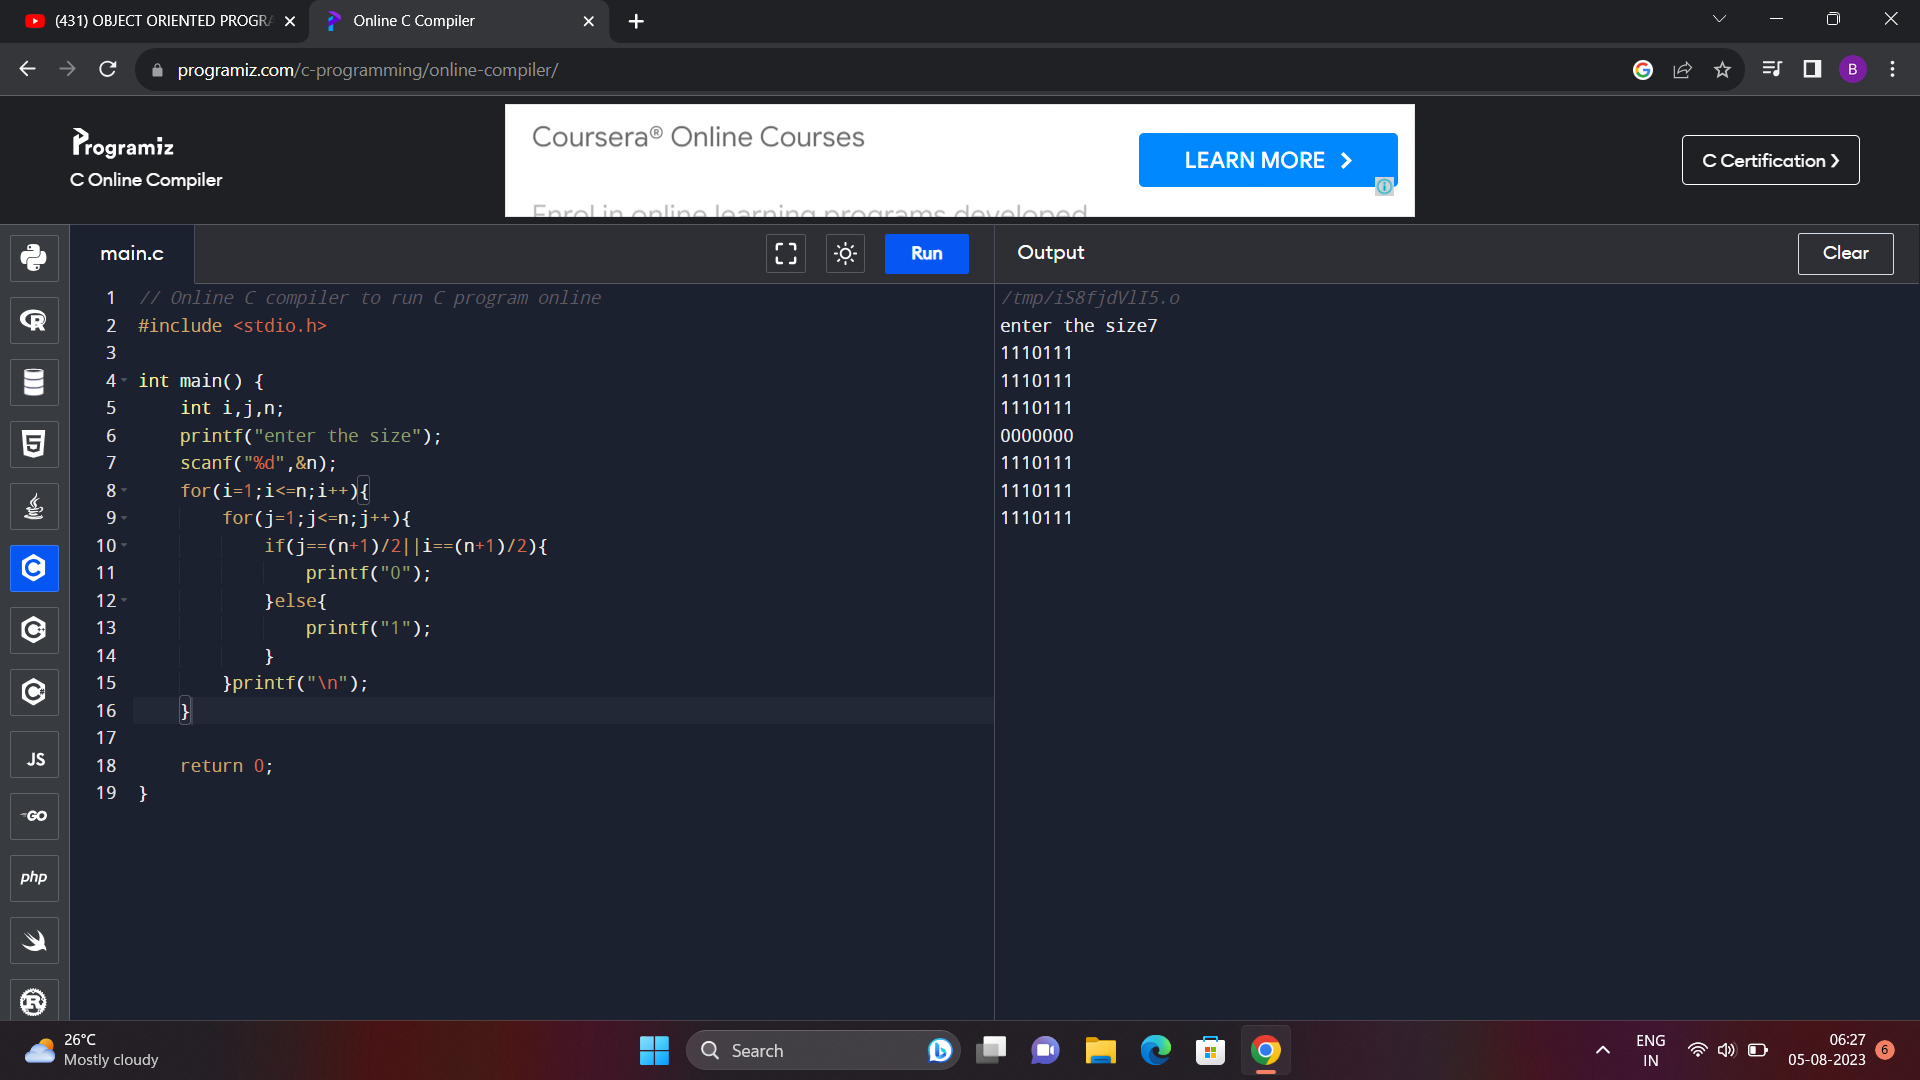 (431) OBJECT ORIENTED PROGRA
Online C Compiler
programiz.com/c-programming/online-compiler/
B
Programiz
C Online Compiler
Coursera® Online Courses
Enrol in online learning programs developed
LEARN MORE
C Certification
main.c
Run
Output
Clear
1 // Online C compiler to run C program online
2 #include <stdio.h>
3
4 int main() {
5     int i,j,n;
6     printf("enter the size");
7     scanf("%d",&n);
8     for(i=1;i<=n;i++){
9         for(j=1;j<=n;j++){
10             if(j==(n+1)/2||i==(n+1)/2){
11                 printf("0");
12             }else{
13                 printf("1");
14             }
15         }printf("\n");
16     }
17
18     return 0;
19 }
/tmp/iS8fjdVlI5.o
enter the size7
1110111
1110111
1110111
0000000
1110111
1110111
1110111
R
5
C
C
C
JS
GO
php
R
26°C
Mostly cloudy
Search
ENG
IN
06:27
05-08-2023
6